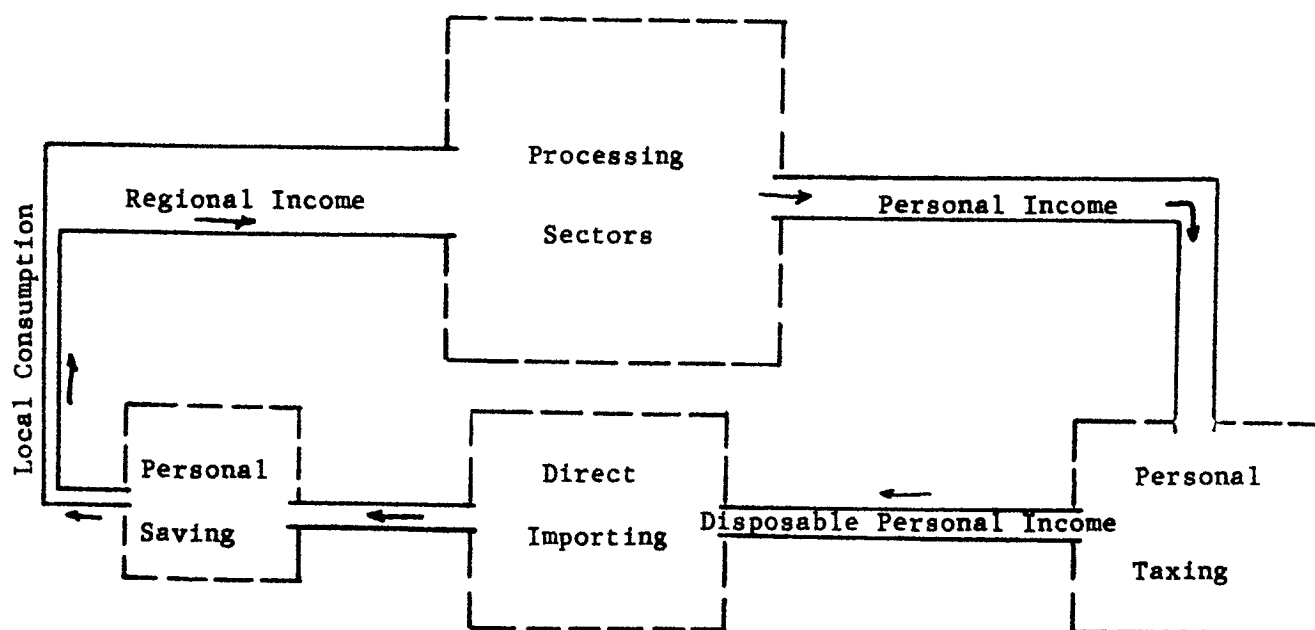 Processing
Sectors
Regional Income
Personal Income
Local Consumption
Personal
Saving
Direct
Importing
Disposable Personal Income
Personal
Taxing